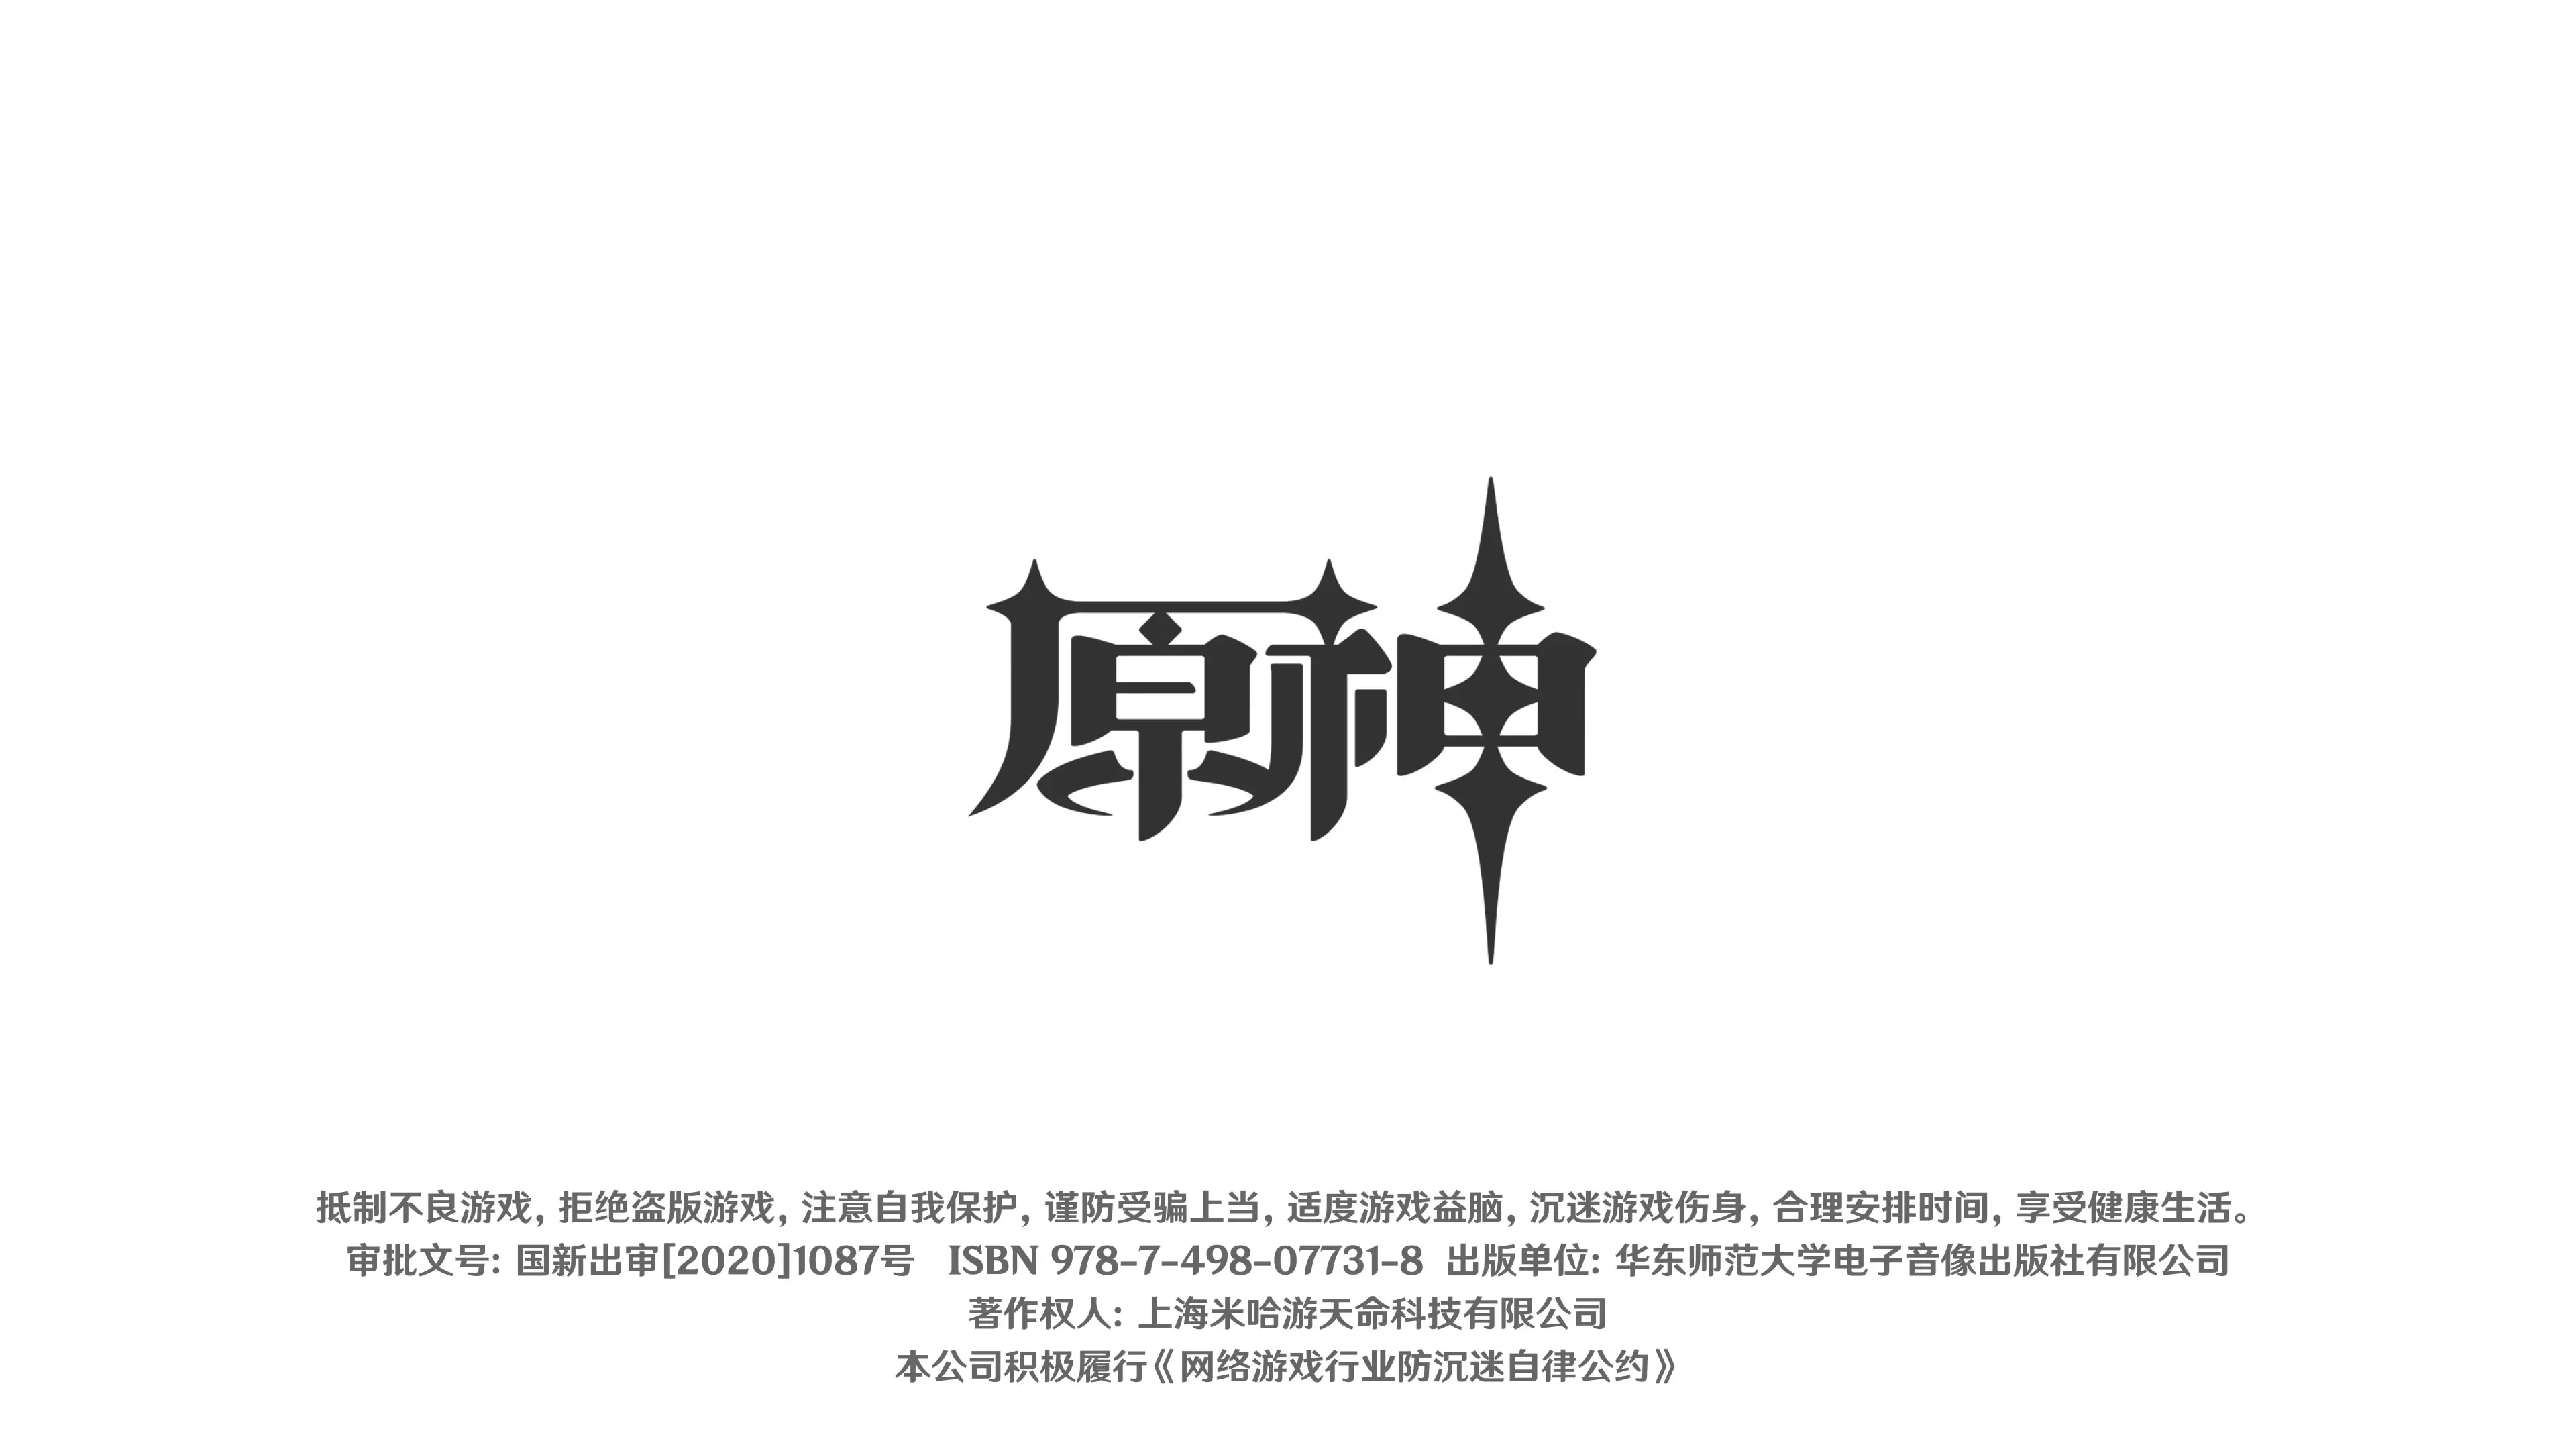 原神
抵制不良游戏，拒绝盗版游戏，注意自我保护，谨防受骗上当，适度游戏益脑，沉迷游戏伤身，合理安排时间，享受健康生活。
审批文号：国新出审[2020]1087号 ISBN 978-7-498-07731-8 出版单位：华东师范大学电子音像出版社有限公司
著作权人：上海米哈游天命科技有限公司
本公司积极履行《网络游戏行业防沉迷自律公约》